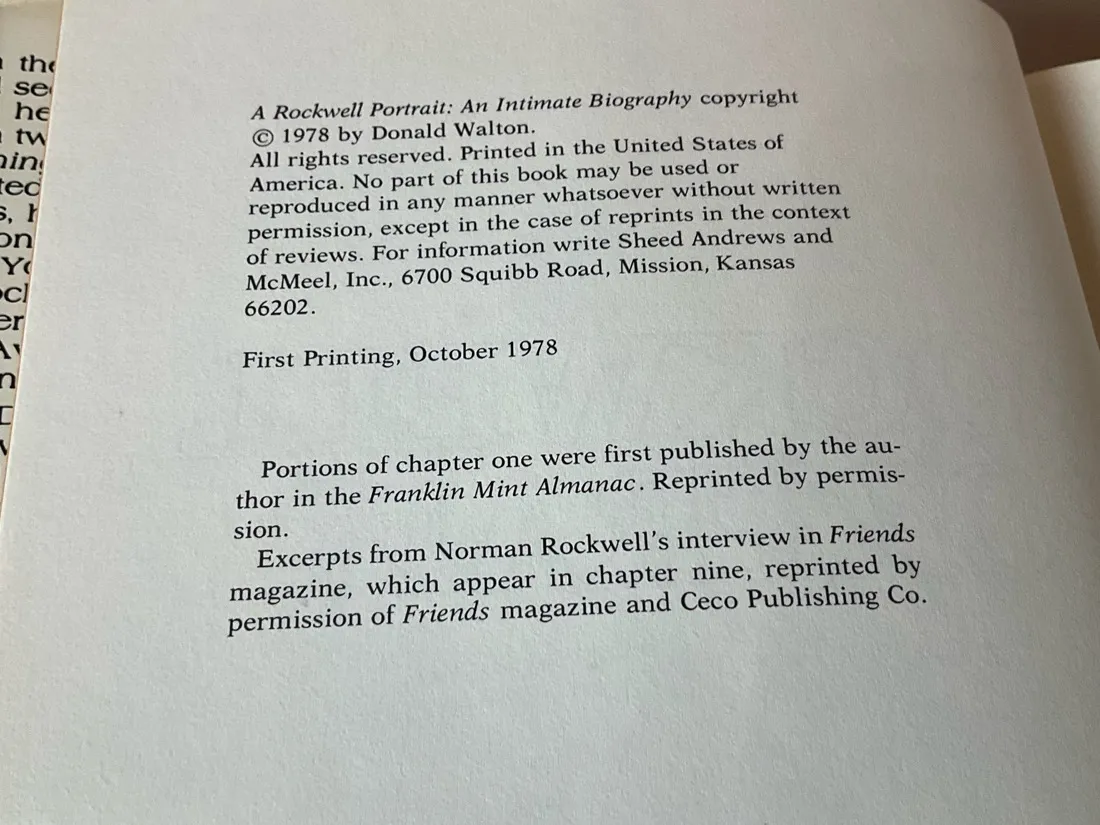 A Rockwell Portrait: An Intimate Biography copyright
© 1978 by Donald Walton.
All rights reserved. Printed in the United States of
America. No part of this book may be used or
reproduced in any manner whatsoever without written
permission, except in the case of reprints in the context
of reviews. For information write Sheed Andrews and
McMeel, Inc., 6700 Squibb Road, Mission, Kansas
66202.
First Printing, October 1978
Portions of chapter one were first published by the au-
thor in the Franklin Mint Almanac. Reprinted by permis-
sion.
Excerpts from Norman Rockwell's interview in Friends
magazine, which appear in chapter nine, reprinted by
permission of Friends magazine and Ceco Publishing Co.